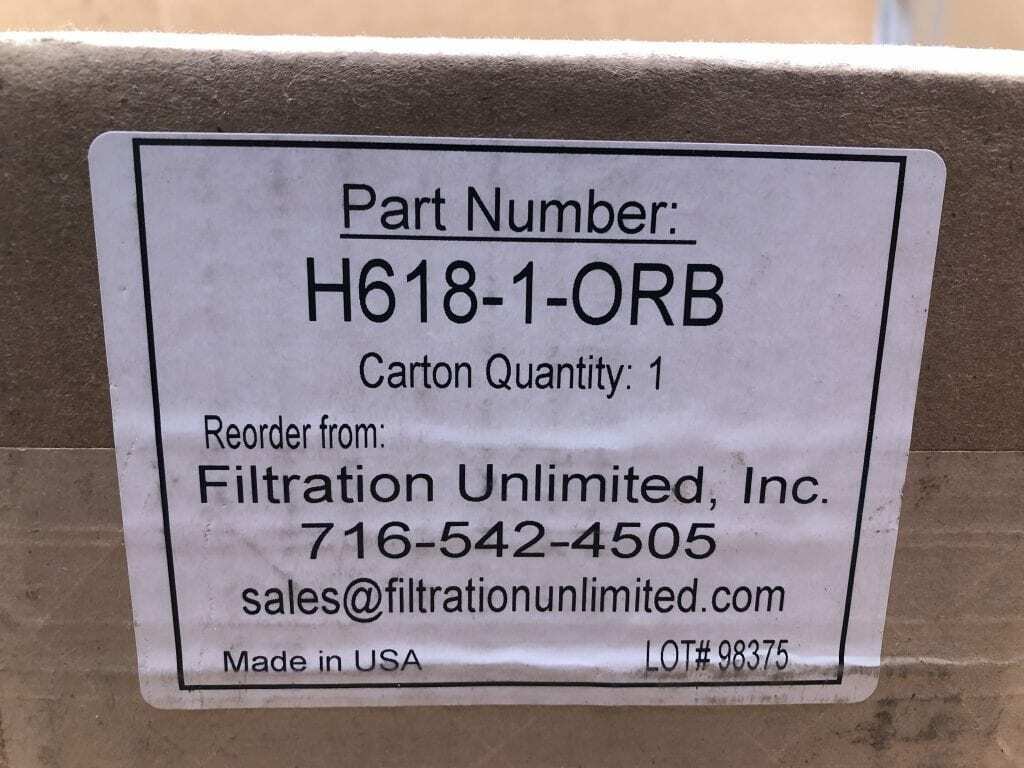 Part Number:
H618-1-ORB
Carton Quantity: 1
Reorder from:
Filtration Unlimited, Inc.
716-542-4505
sales@filtrationunlimited.com
Made in USA LOT# 98375